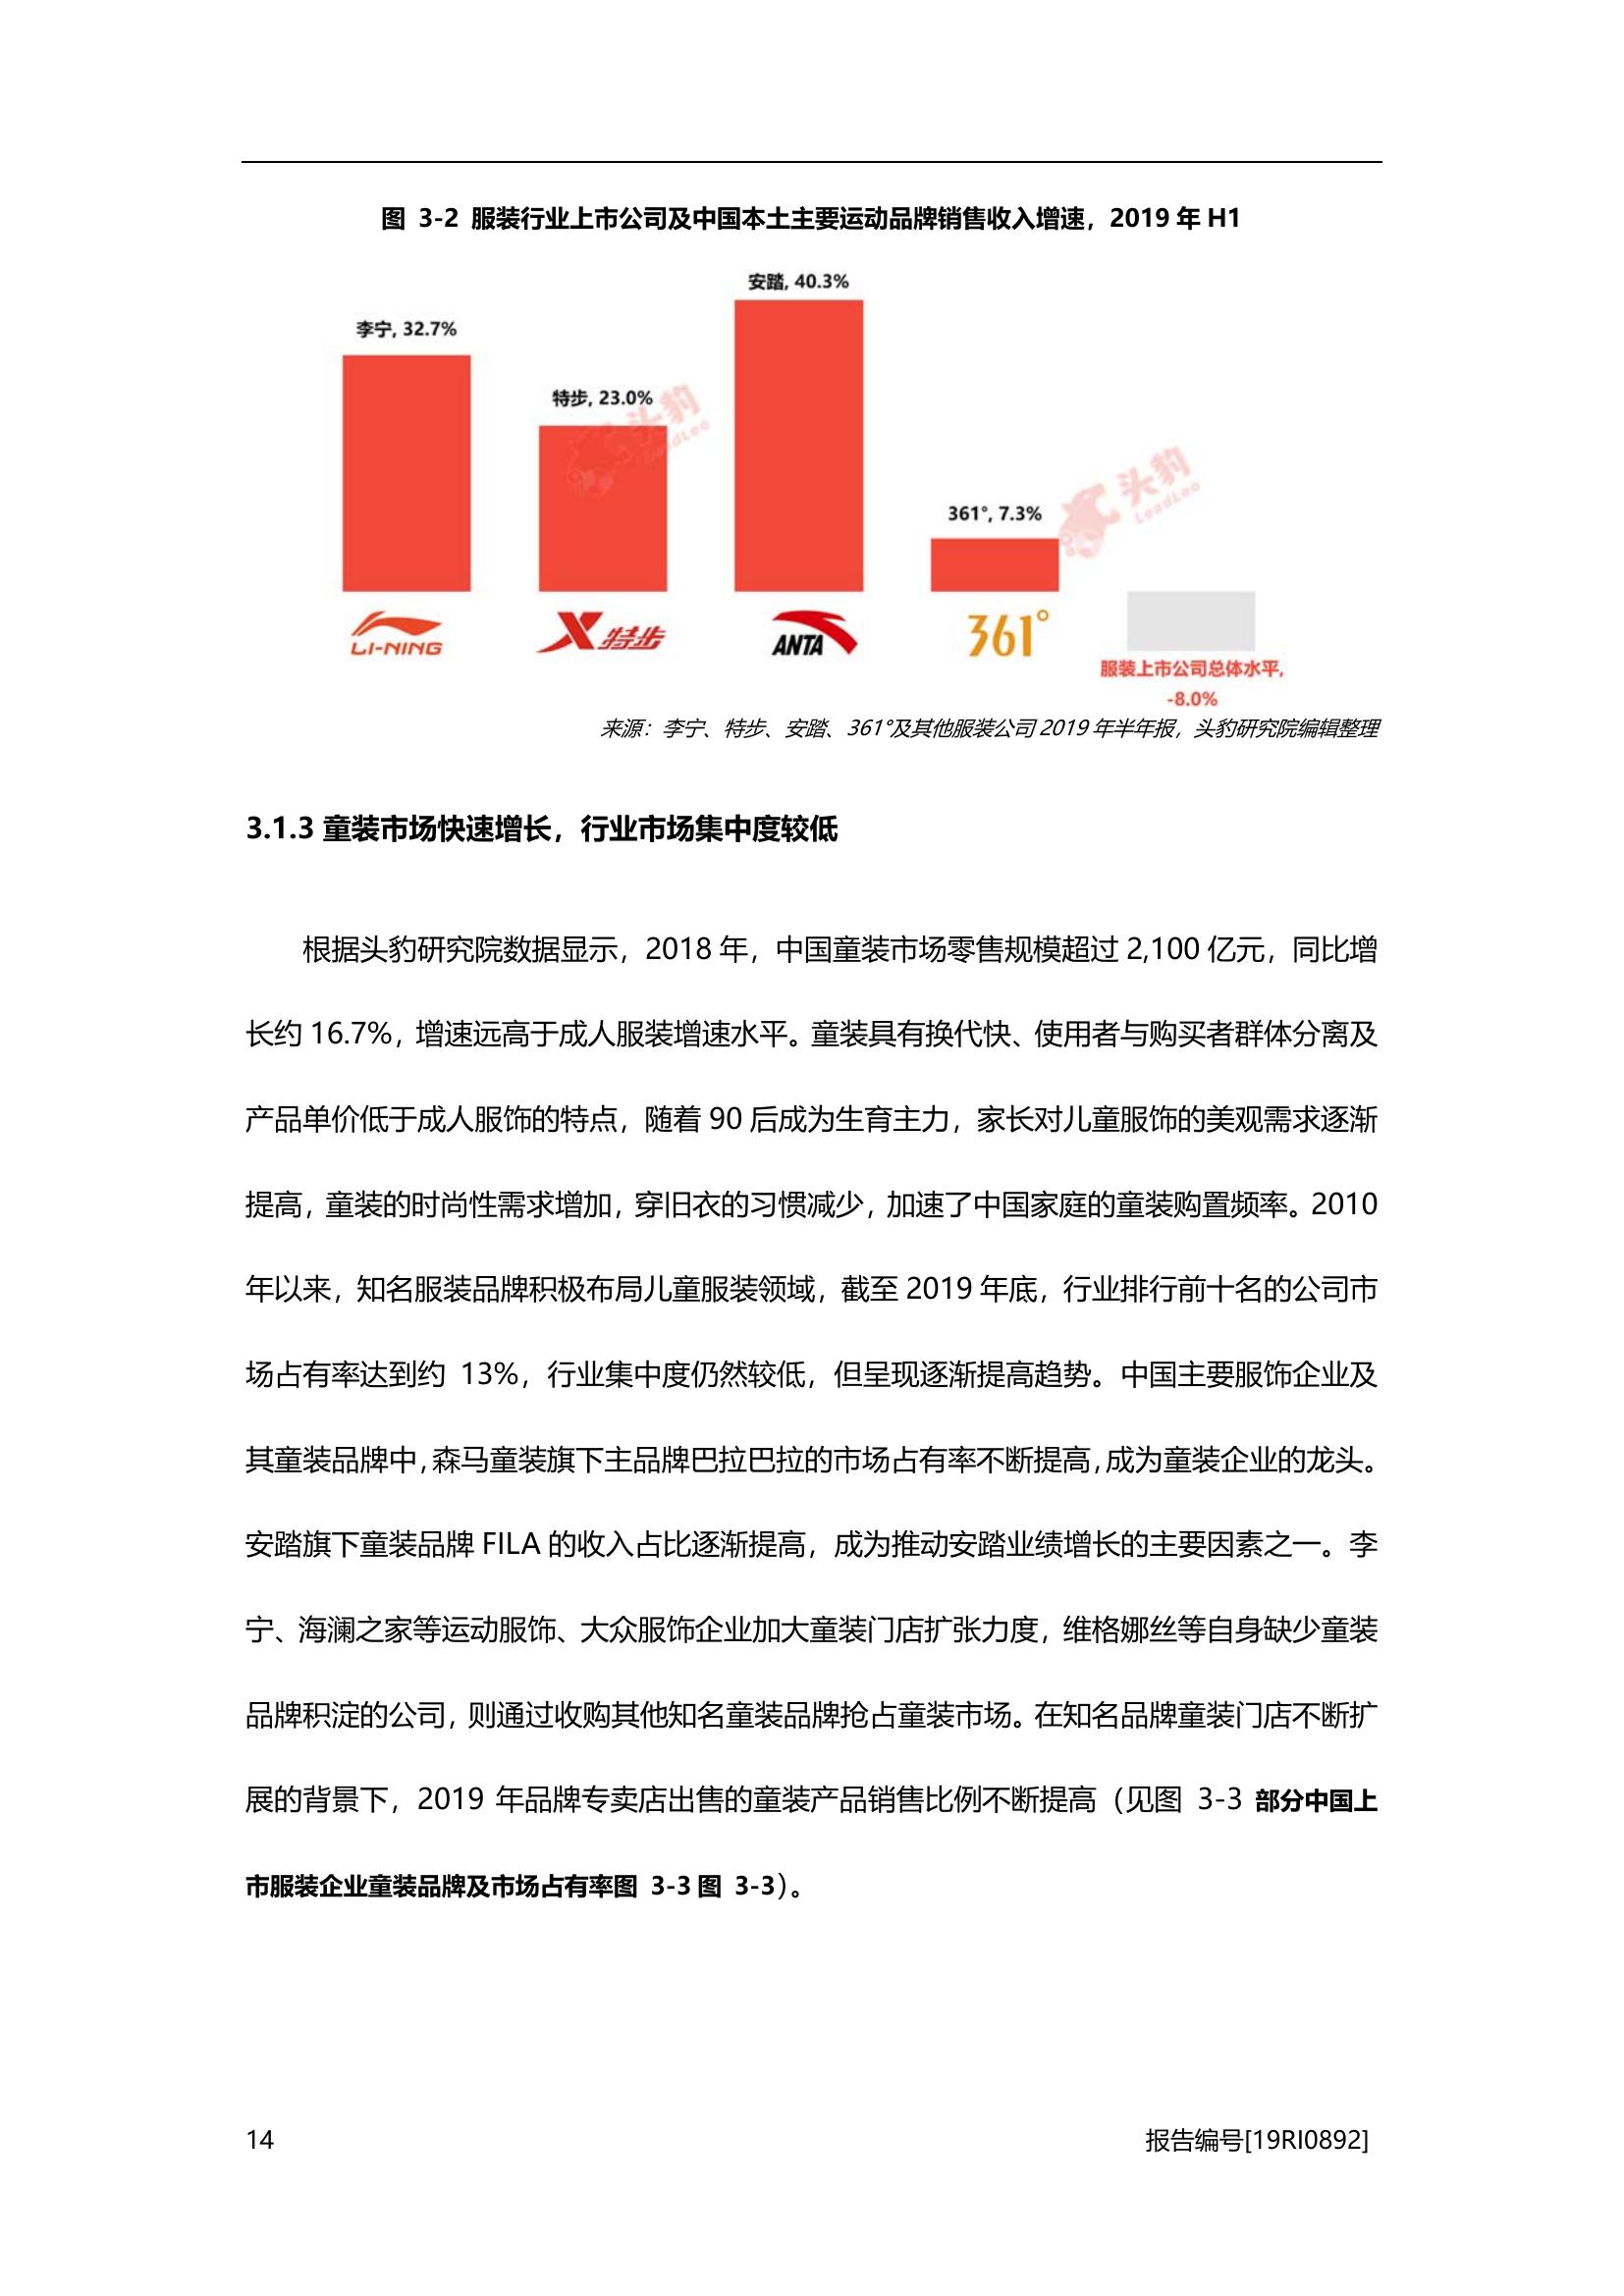 图 3-2 服装行业上市公司及中国本土主要运动品牌销售收入增速，2019 年 H1
安踏, 40.3%
李宁, 32.7%
特步, 23.0%
头豹
LeadLeo
头豹
LeadLeo
361°, 7.3%
LI-NING
X特步
ANTA
361°
服装上市公司总体水平,
-8.0%
来源：李宁、特步、安踏、361°及其他服装公司 2019 年半年报，头豹研究院编辑整理
3.1.3 童装市场快速增长，行业市场集中度较低
根据头豹研究院数据显示，2018 年，中国童装市场零售规模超过 2,100 亿元，同比增
长约 16.7%，增速远高于成人服装增速水平。童装具有换代快、使用者与购买者群体分离及
产品单价低于成人服饰的特点，随着 90 后成为生育主力，家长对儿童服饰的美观需求逐渐
提高，童装的时尚性需求增加，穿旧衣的习惯减少，加速了中国家庭的童装购置频率。2010
年以来，知名服装品牌积极布局儿童服装领域，截至 2019 年底，行业排行前十名的公司市
场占有率达到约 13%，行业集中度仍然较低，但呈现逐渐提高趋势。中国主要服饰企业及
其童装品牌中，森马童装旗下主品牌巴拉巴拉的市场占有率不断提高，成为童装企业的龙头。
安踏旗下童装品牌 FILA 的收入占比逐渐提高，成为推动安踏业绩增长的主要因素之一。李
宁、海澜之家等运动服饰、大众服饰企业加大童装门店扩张力度，维格娜丝等自身缺少童装
品牌积淀的公司，则通过收购其他知名童装品牌抢占童装市场。在知名品牌童装门店不断扩
展的背景下，2019 年品牌专卖店出售的童装产品销售比例不断提高（见图 3-3 部分中国上
市服装企业童装品牌及市场占有率图 3-3图 3-3）。
14
报告编号[19RI0892]